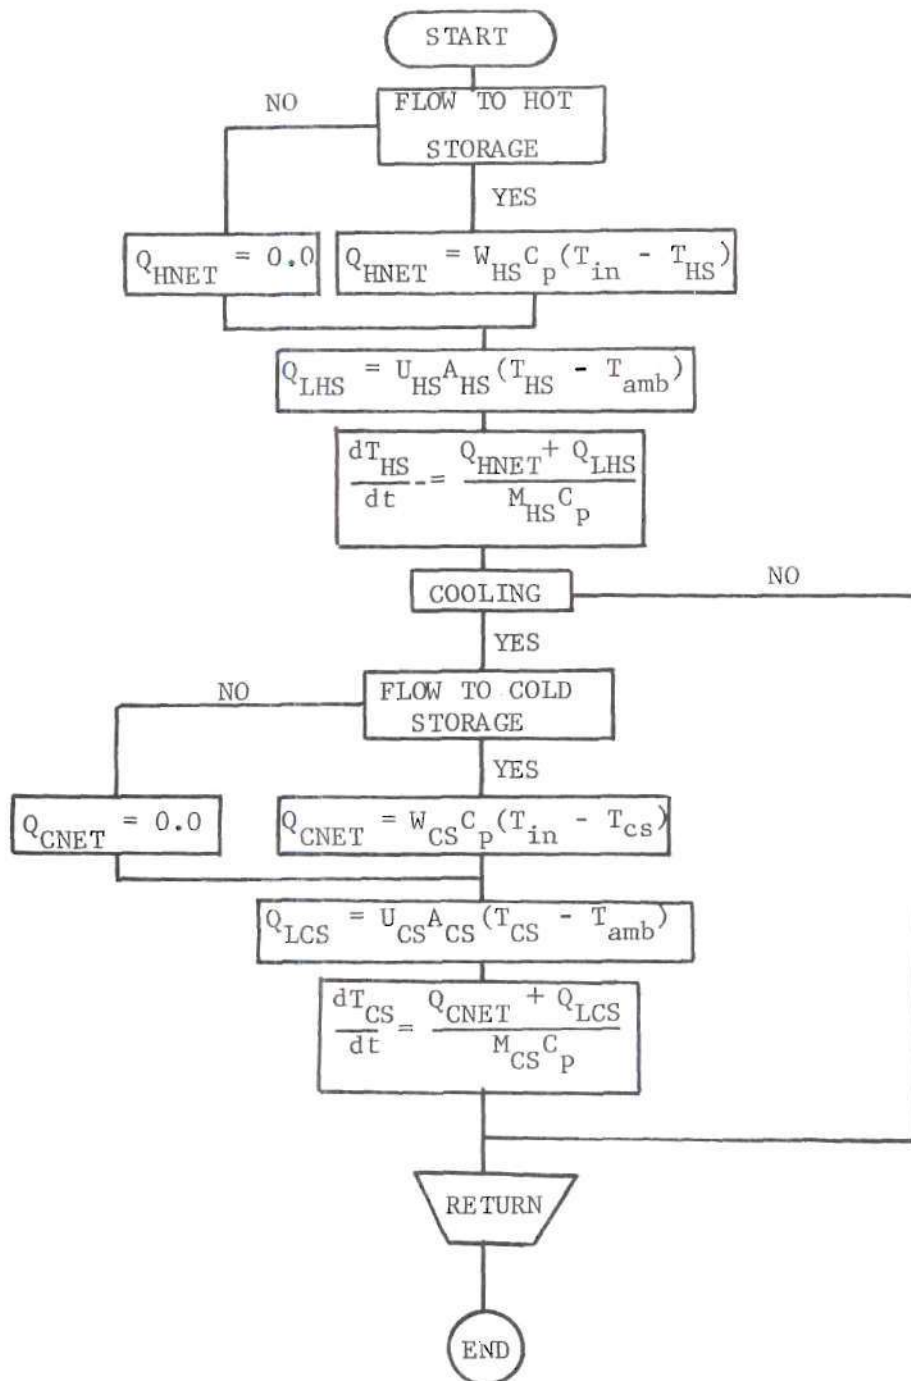 START
NO
FLOW TO HOT
STORAGE
YES
Q_HNET = 0.0
Q_HNET = W_HS C_p (T_in - T_HS)
Q_LHS = U_HS A_HS (T_HS - T_amb)
dT_HS/dt = (Q_HNET + Q_LHS)/(M_HS C_p)
COOLING
NO
YES
NO
FLOW TO COLD
STORAGE
YES
Q_CNET = 0.0
Q_CNET = W_CS C_p (T_in - T_cs)
Q_LCS = U_CS A_CS (T_CS - T_amb)
dT_CS/dt = (Q_CNET + Q_LCS)/(M_CS C_p)
RETURN
END